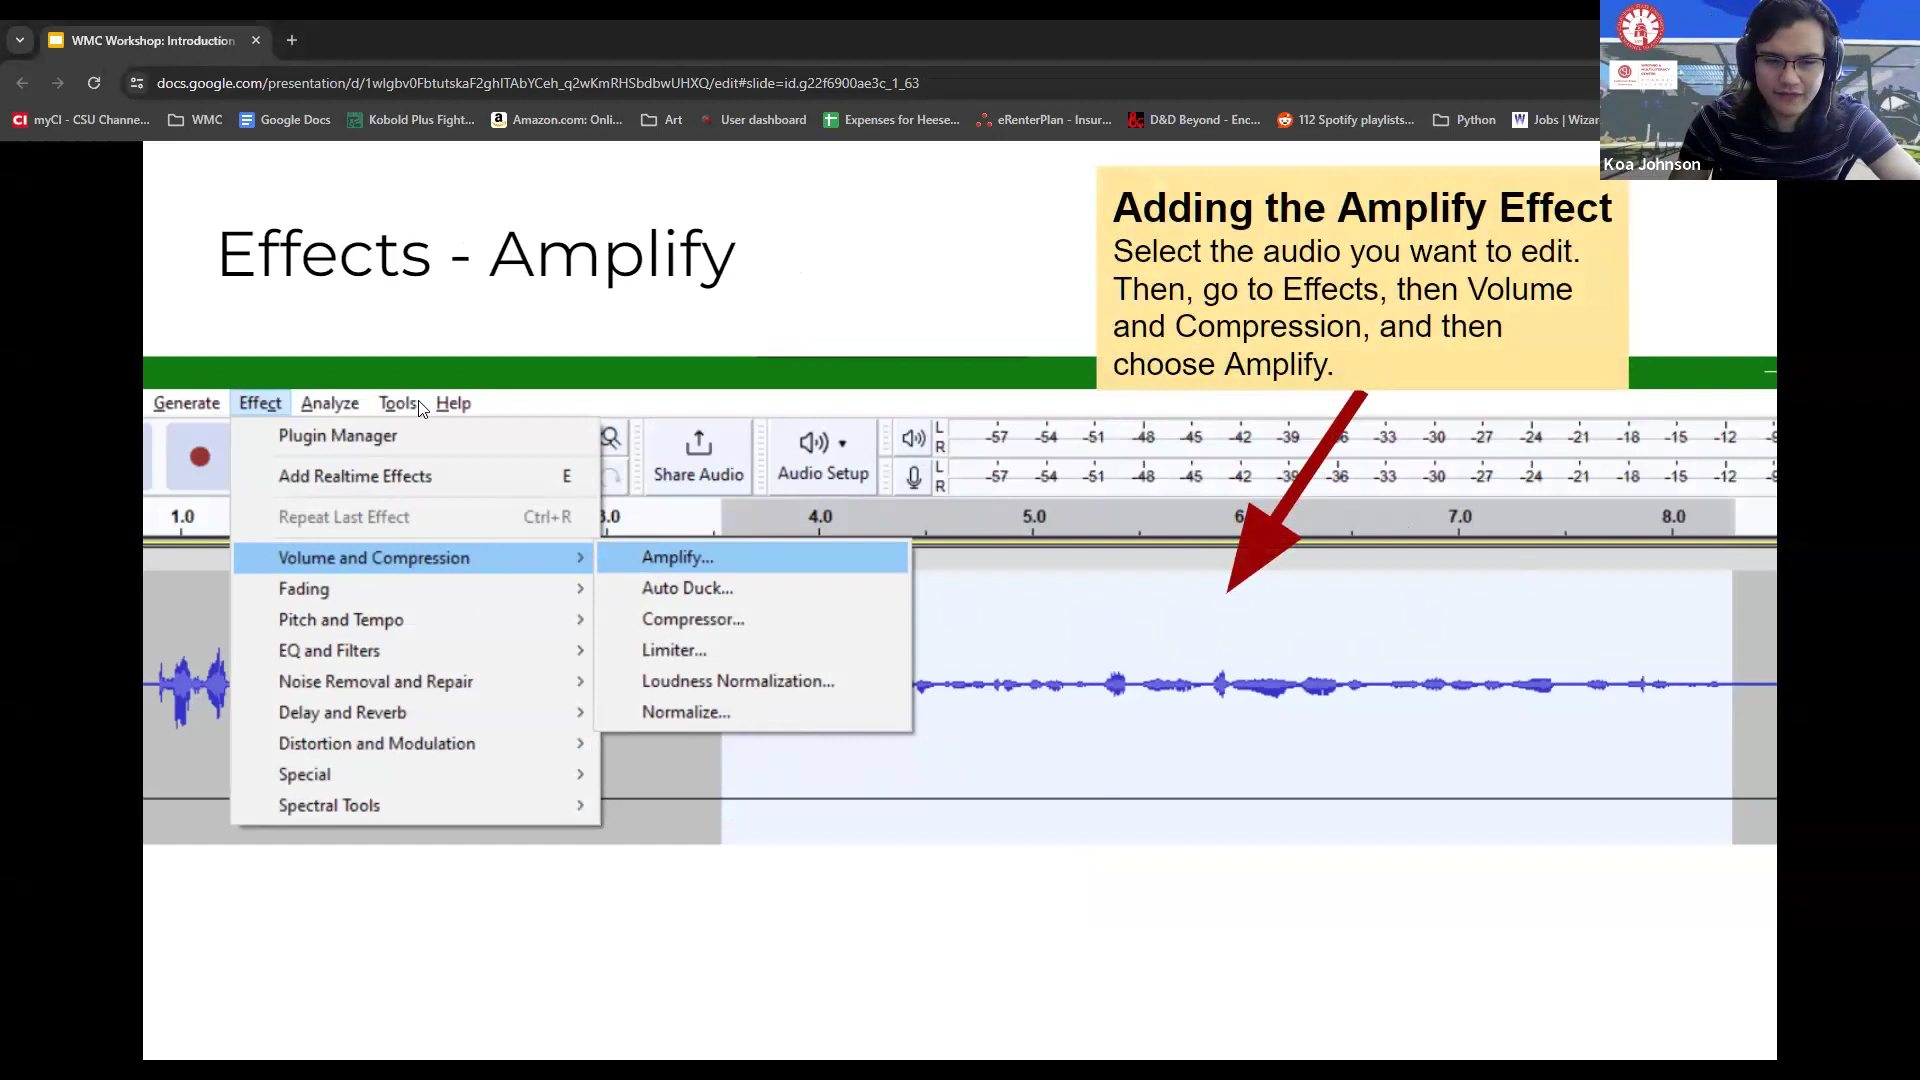 WMC Workshop: Introduction
docs.google.com/presentation/d/1wlgbv0FbtutskaF2ghlTAbYCeh_q2wKmRHSbdbwUHXQ/edit#slide=id.g22f6900ae3c_1_63
CI myCI - CSU Channe... WMC Google Docs Kobold Plus Fight... Amazon.com: Onli... Art User dashboard Expenses for Heese... eRenterPlan - Insur... D&D Beyond - Enc... 112 Spotify playlists... Python W Jobs | Wizar
Koa Johnson
Effects - Amplify
Adding the Amplify Effect
Select the audio you want to edit.
Then, go to Effects, then Volume
and Compression, and then
choose Amplify.
Generate Effect Analyze Tools Help
Plugin Manager
Add Realtime Effects E
Repeat Last Effect Ctrl+R
Volume and Compression
Fading
Pitch and Tempo
EQ and Filters
Noise Removal and Repair
Delay and Reverb
Distortion and Modulation
Special
Spectral Tools
Amplify...
Auto Duck...
Compressor...
Limiter...
Loudness Normalization...
Normalize...
Share Audio
Audio Setup
L
R
-57 -54 -51 -48 -45 -42 -39 -36 -33 -30 -27 -24 -21 -18 -15 -12
L
R
-57 -54 -51 -48 -45 -42 -39 -36 -33 -30 -27 -24 -21 -18 -15 -12
1.0 3.0 4.0 5.0 6 7.0 8.0